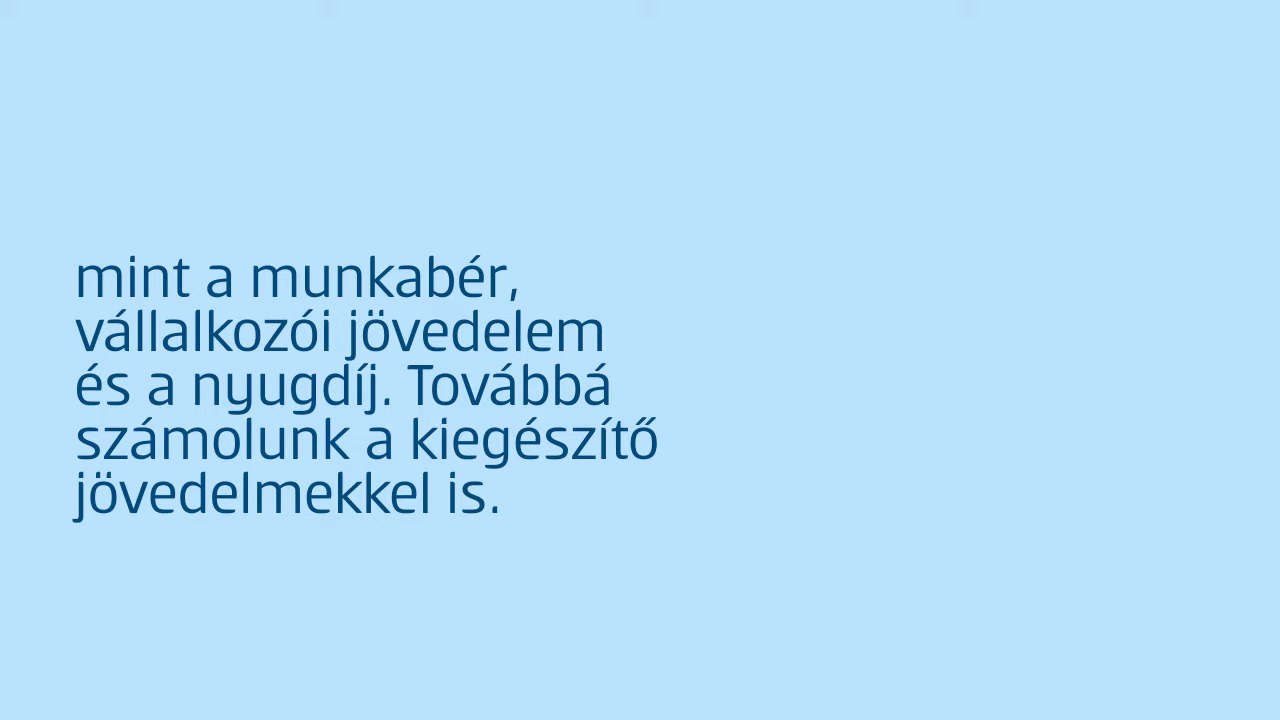 mint a munkabér,
vállalkozói jövedelem
és a nyugdíj. Továbbá
számolunk a kiegészítő
jövedelmekkel is.